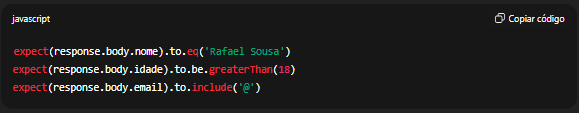 javascript
Copiar código
expect(response.body.nome).to.eq('Rafael Sousa')
expect(response.body.idade).to.be.greaterThan(18)
expect(response.body.email).to.include('@')